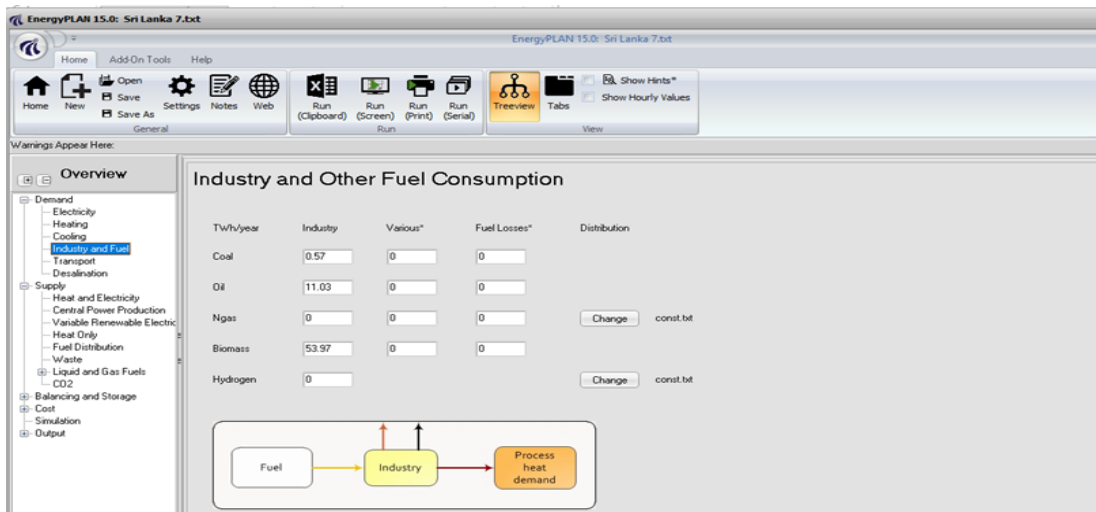 EnergyPLAN 15.0: Sri Lanka 7.txt
EnergyPLAN 15.0: Sri Lanka 7.txt
Home Add-On Tools Help
Home
New
Open
Save
Save As
Settings
Notes
Web
General
Run (Clipboard)
Run (Screen)
Run (Print)
Run (Serial)
Run
Treeview
Tabs
Show Hints*
Show Hourly Values
View
Warnings Appear Here:
Overview
Demand
Electricity
Heating
Cooling
Industry and Fuel
Transport
Desalination
Supply
Heat and Electricity
Central Power Production
Variable Renewable Electric
Heat Only
Fuel Distribution
Waste
Liquid and Gas Fuels
CO2
Balancing and Storage
Cost
Simulation
Output
Industry and Other Fuel Consumption
TWh/year Industry Various* Fuel Losses* Distribution
Coal 0.57 0 0
Oil 11.03 0 0
Ngas 0 0 0 Change const.txt
Biomass 53.97 0 0
Hydrogen 0 Change const.txt
Fuel
Industry
Process
heat
demand